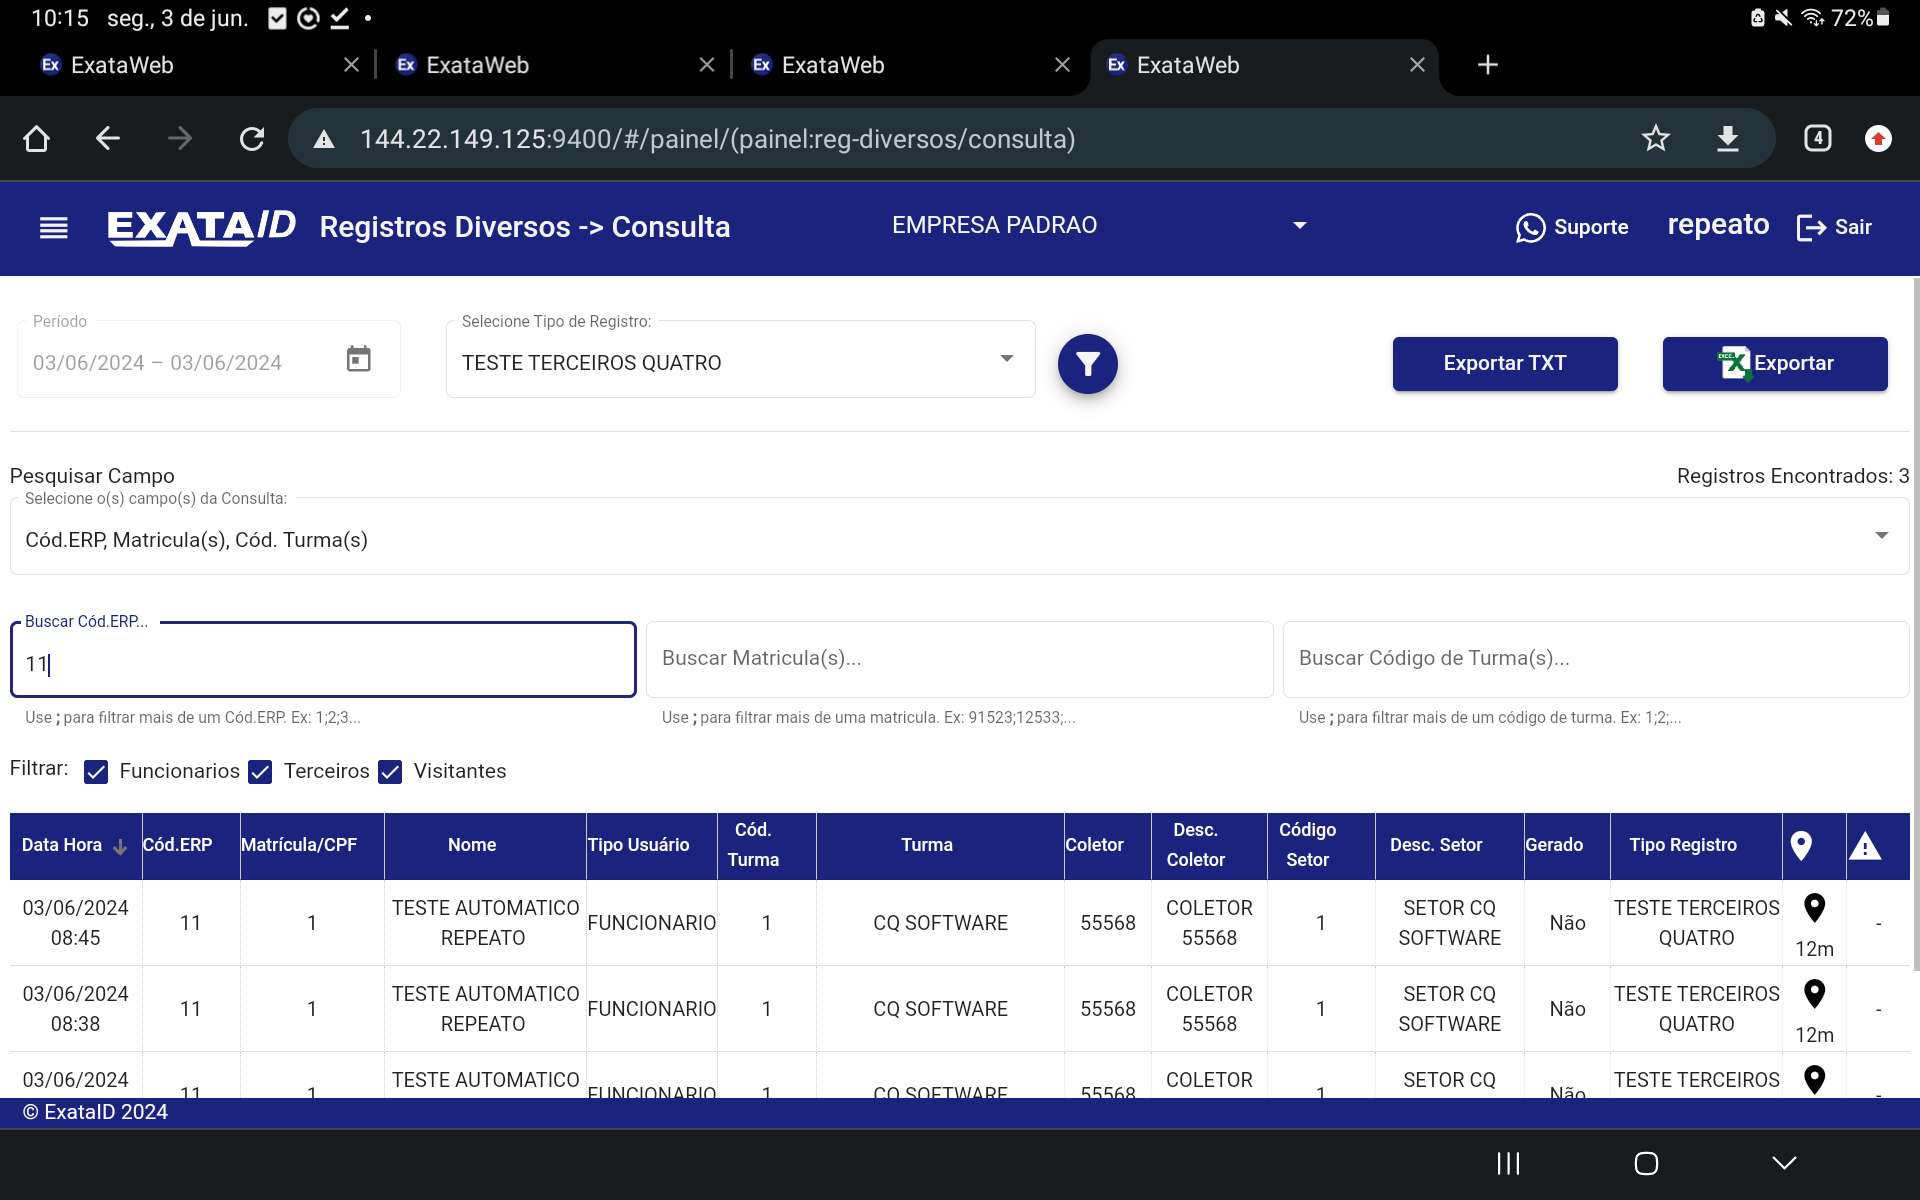 10:15 seg., 3 de jun. 72%
Ex ExataWeb Ex ExataWeb Ex ExataWeb Ex ExataWeb
144.22.149.125:9400/#/painel/(painel:reg-diversos/consulta) 4
EXATA/ID Registros Diversos -> Consulta EMPRESA PADRAO Suporte repeato Sair
Período Selecione Tipo de Registro:
03/06/2024 – 03/06/2024 TESTE TERCEIROS QUATRO Exportar TXT Exportar
Pesquisar Campo Registros Encontrados: 3
Selecione o(s) campo(s) da Consulta:
Cód.ERP, Matricula(s), Cód. Turma(s)
Buscar Cód.ERP...
11 Buscar Matricula(s)... Buscar Código de Turma(s)...
Use ; para filtrar mais de um Cód.ERP. Ex: 1;2;3... Use ; para filtrar mais de uma matricula. Ex: 91523;12533;... Use ; para filtrar mais de um código de turma. Ex: 1;2;...
Filtrar: Funcionarios Terceiros Visitantes
Data Hora Cód.ERP Matrícula/CPF Nome Tipo Usuário Cód. Turma Turma Coletor Desc. Coletor Código Setor Desc. Setor Gerado Tipo Registro
03/06/2024 08:45 11 1 TESTE AUTOMATICO REPEATO FUNCIONARIO 1 CQ SOFTWARE 55568 COLETOR 55568 1 SETOR CQ SOFTWARE Não TESTE TERCEIROS QUATRO 12m -
03/06/2024 08:38 11 1 TESTE AUTOMATICO REPEATO FUNCIONARIO 1 CQ SOFTWARE 55568 COLETOR 55568 1 SETOR CQ SOFTWARE Não TESTE TERCEIROS QUATRO 12m -
03/06/2024 11 1 TESTE AUTOMATICO FUNCIONARIO 1 CQ SOFTWARE 55568 COLETOR 1 SETOR CQ Não TESTE TERCEIROS -
© ExataID 2024